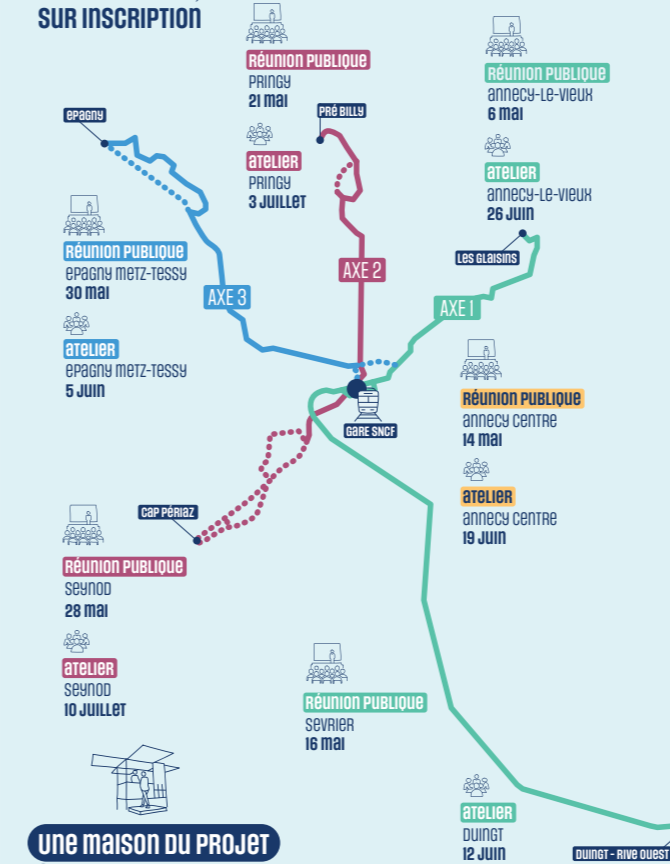 SUR INSCRIPTION
RÉUNION PUBLIQUE
PRINGY
21 MAI
PRÉ BILLY
ATELIER
PRINGY
3 JUILLET
RÉUNION PUBLIQUE
ANNECY-LE-VIEUX
6 MAI
ATELIER
ANNECY-LE-VIEUX
26 JUIN
LES GLAISINS
EPAGNY
RÉUNION PUBLIQUE
EPAGNY METZ-TESSY
30 MAI
ATELIER
EPAGNY METZ-TESSY
5 JUIN
AXE 3
AXE 2
AXE 1
GARE SNCF
RÉUNION PUBLIQUE
ANNECY CENTRE
14 MAI
ATELIER
ANNECY CENTRE
19 JUIN
CAP PÉRIAZ
RÉUNION PUBLIQUE
SEYNOD
28 MAI
ATELIER
SEYNOD
10 JUILLET
RÉUNION PUBLIQUE
SEVRIER
16 MAI
ATELIER
DUINGT
12 JUIN
DUINGT - RIVE OUEST
UNE MAISON DU PROJET